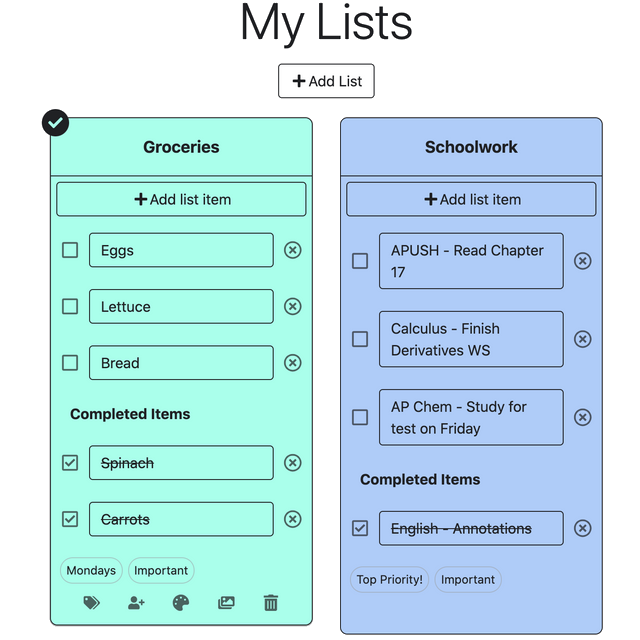 My Lists
Add List
Groceries
Add list item
Eggs
Lettuce
Bread
Completed Items
Spinach
Carrots
Mondays
Important
Schoolwork
Add list item
APUSH - Read Chapter
17
Calculus - Finish
Derivatives WS
AP Chem - Study for
test on Friday
Completed Items
English - Annotations
Top Priority!
Important